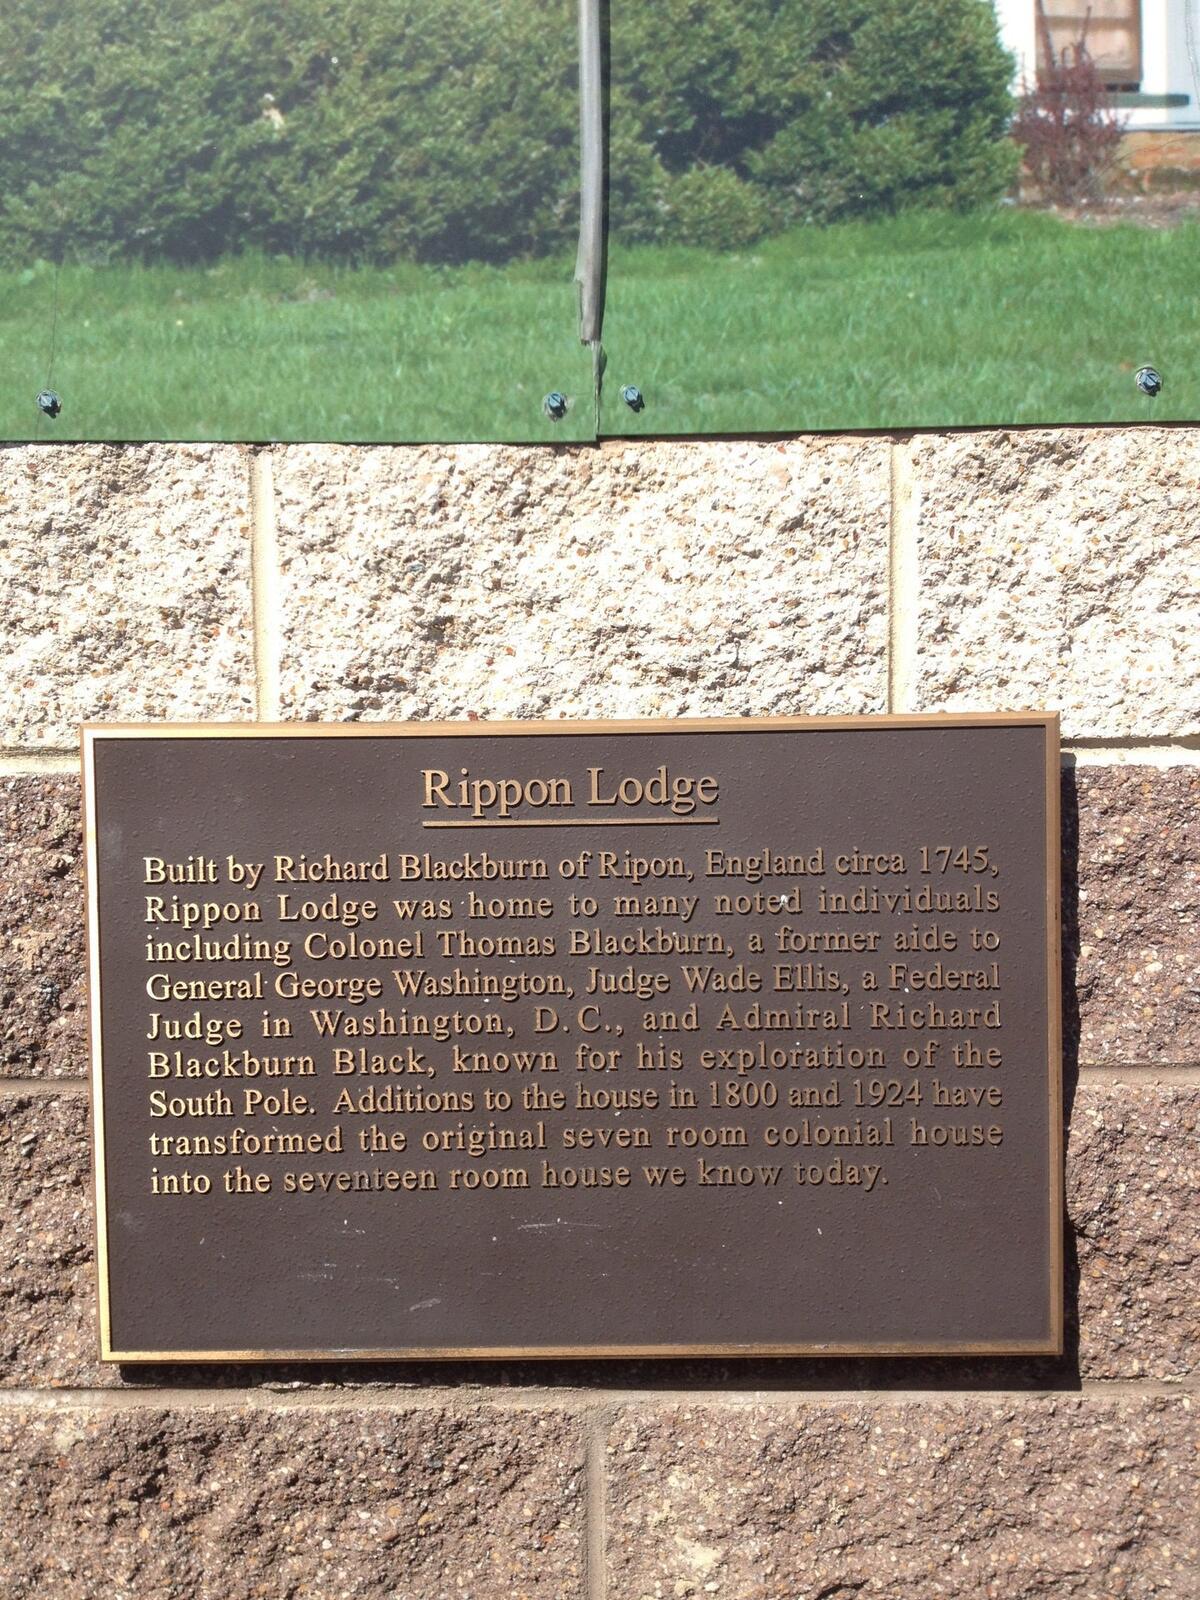 Rippon Lodge
Built by Richard Blackburn of Ripon, England circa 1745,
Rippon Lodge was home to many noted individuals
including Colonel Thomas Blackburn, a former aide to
General George Washington, Judge Wade Ellis, a Federal
Judge in Washington, D.C., and Admiral Richard
Blackburn Black, known for his exploration of the
South Pole. Additions to the house in 1800 and 1924 have
transformed the original seven room colonial house
into the seventeen room house we know today.